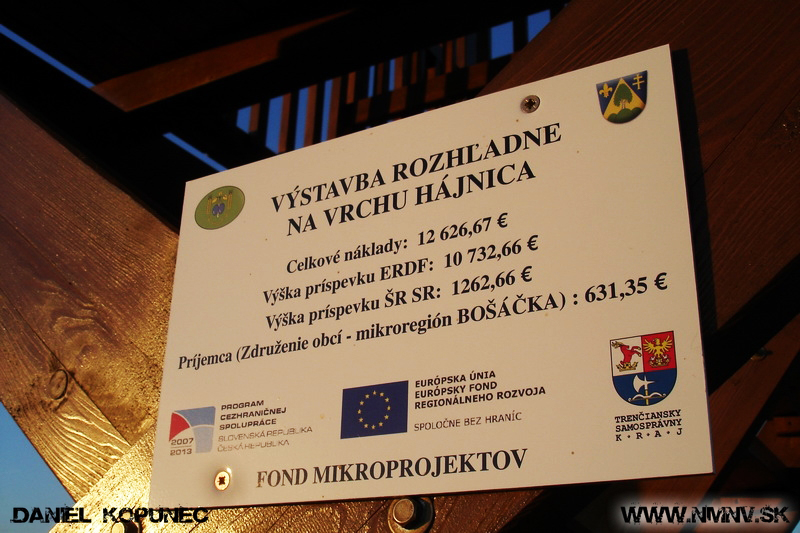 VÝSTAVBA ROZHĽADNE
NA VRCHU HÁJNICA
Celkové náklady: 12 626,67 €
Výška príspevku ERDF: 10 732,66 €
Výška príspevku ŠR SR: 1262,66 €
Príjemca (Združenie obcí - mikroregión BOŠÁČKA) : 631,35 €
2007
2013
PROGRAM
CEZHRANIČNEJ
SPOLUPRÁCE
SLOVENSKÁ REPUBLIKA
ČESKÁ REPUBLIKA
EURÓPSKA ÚNIA
EURÓPSKY FOND
REGIONÁLNEHO ROZVOJA
SPOLOČNE BEZ HRANÍC
TRENČIANSKY
SAMOSPRÁVNY
K • R • A • J
FOND MIKROPROJEKTOV
DANIEL KOPUNEC
WWW.NMNV.SK